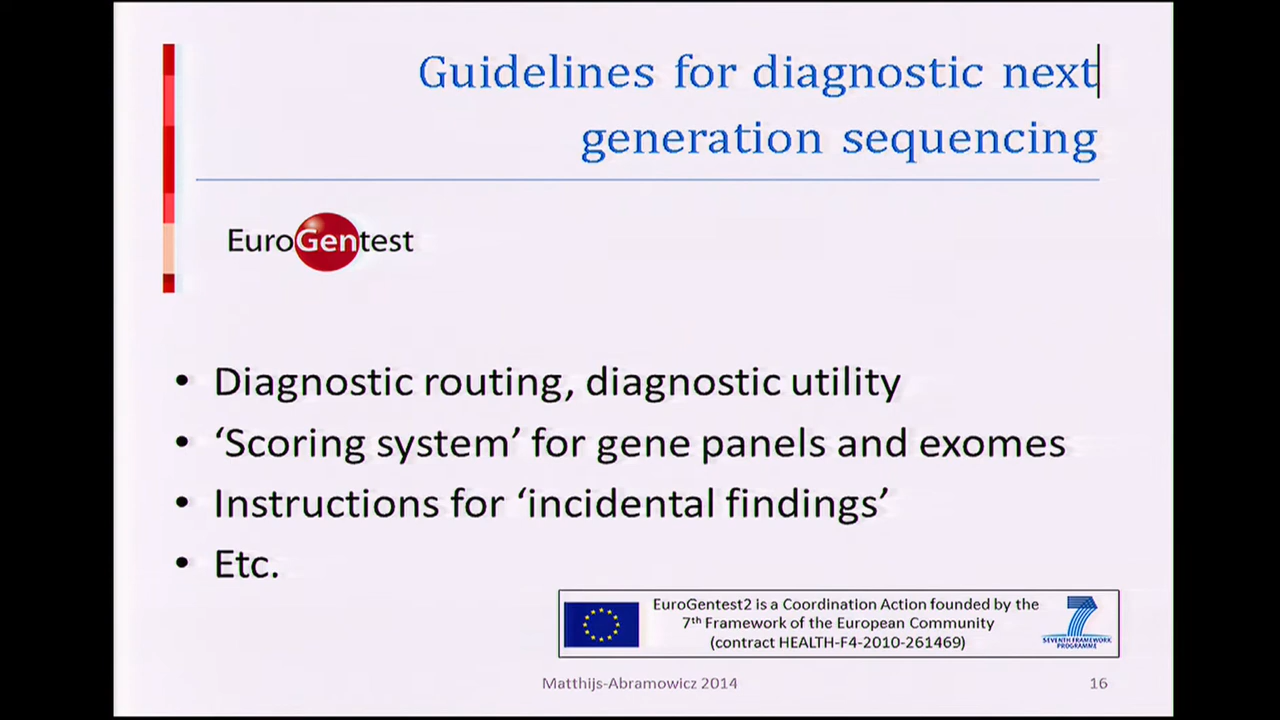 Guidelines for diagnostic next
generation sequencing
EuroGentest
• Diagnostic routing, diagnostic utility
• ‘Scoring system’ for gene panels and exomes
• Instructions for ‘incidental findings’
• Etc.
EuroGentest2 is a Coordination Action founded by the
7th Framework of the European Community
(contract HEALTH-F4-2010-261469)
7
SEVENTH FRAMEWORK
PROGRAMME
Matthijs-Abramowicz 2014
16